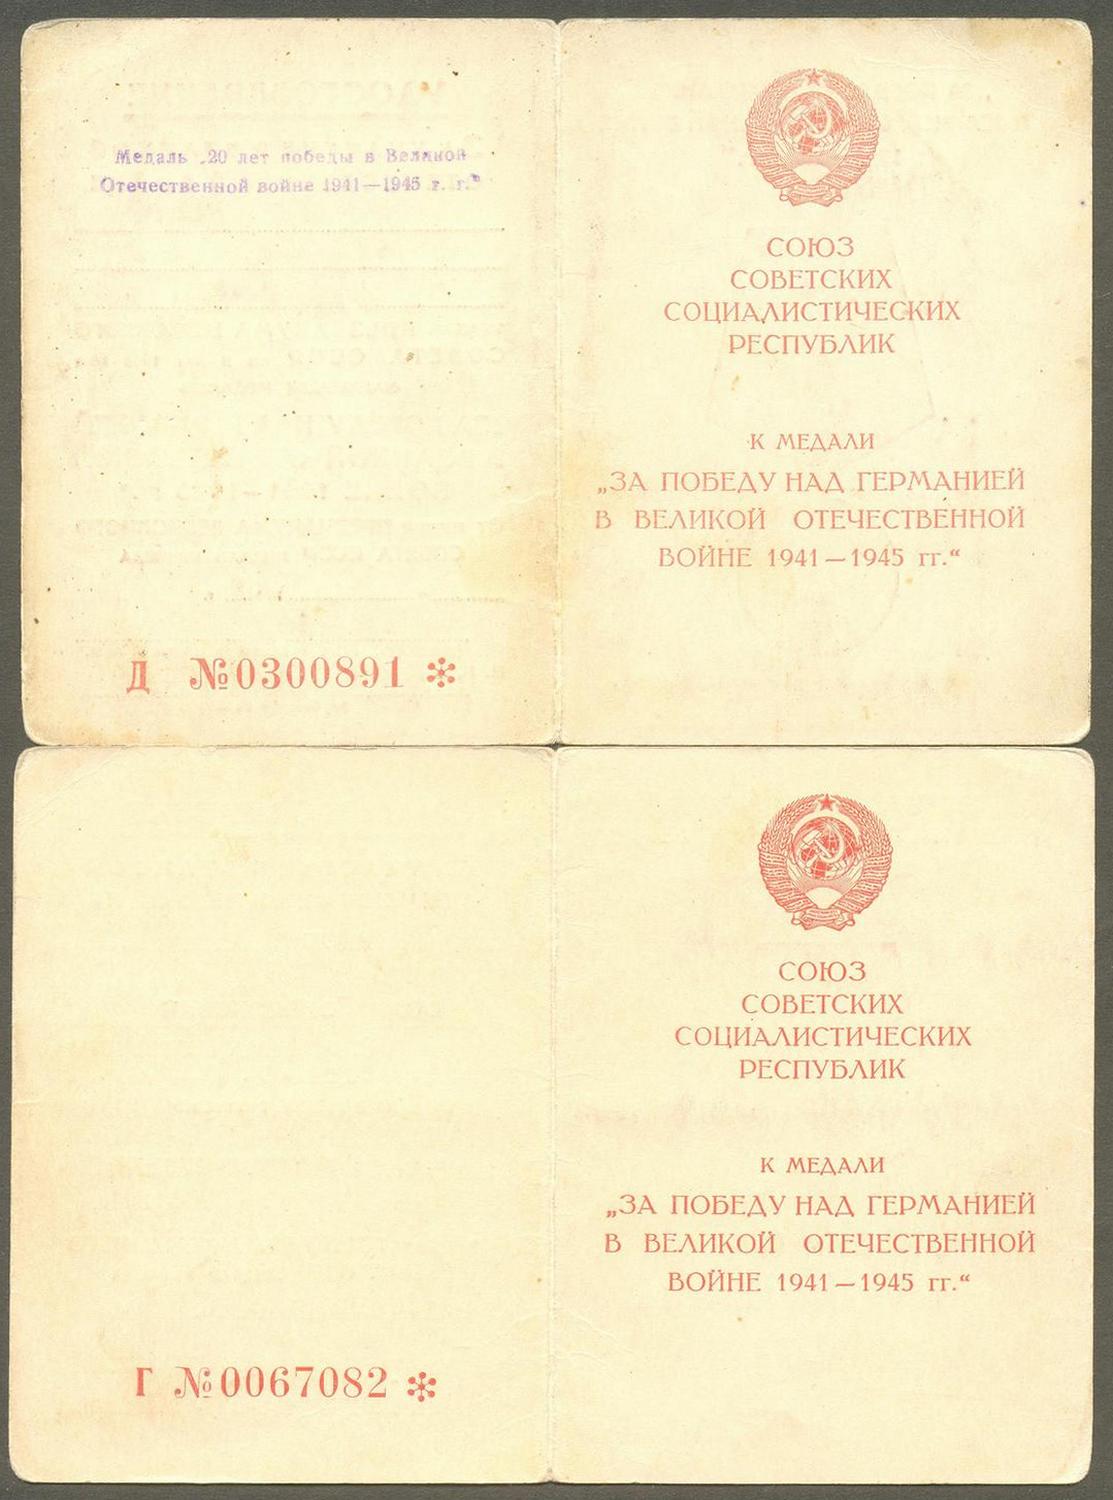 Медаль „20 лет победы в Великой
Отечественной войне 1941—1945 г. г.“
Д №0300891
СОЮЗ
СОВЕТСКИХ
СОЦИАЛИСТИЧЕСКИХ
РЕСПУБЛИК
К МЕДАЛИ
„ЗА ПОБЕДУ НАД ГЕРМАНИЕЙ
В ВЕЛИКОЙ ОТЕЧЕСТВЕННОЙ
ВОЙНЕ 1941—1945 гг.“
Г №0067082
СОЮЗ
СОВЕТСКИХ
СОЦИАЛИСТИЧЕСКИХ
РЕСПУБЛИК
К МЕДАЛИ
„ЗА ПОБЕДУ НАД ГЕРМАНИЕЙ
В ВЕЛИКОЙ ОТЕЧЕСТВЕННОЙ
ВОЙНЕ 1941—1945 гг.“